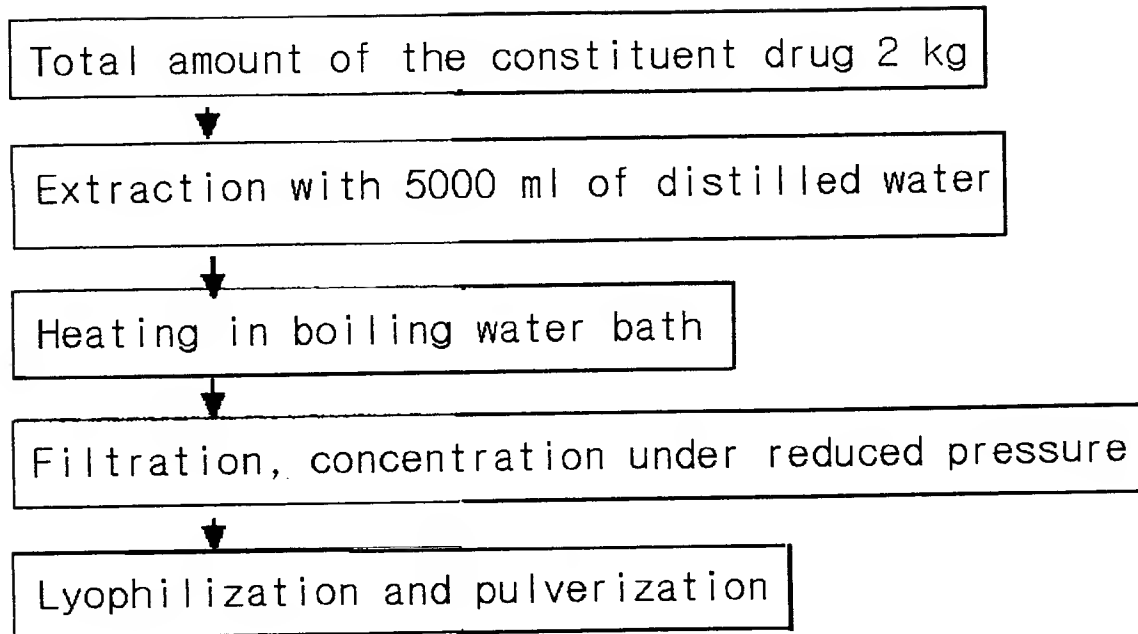 Total amount of the constituent drug 2 kg
Extraction with 5000 ml of distilled water
Heating in boiling water bath
Filtration, concentration under reduced pressure
Lyophilization and pulverization